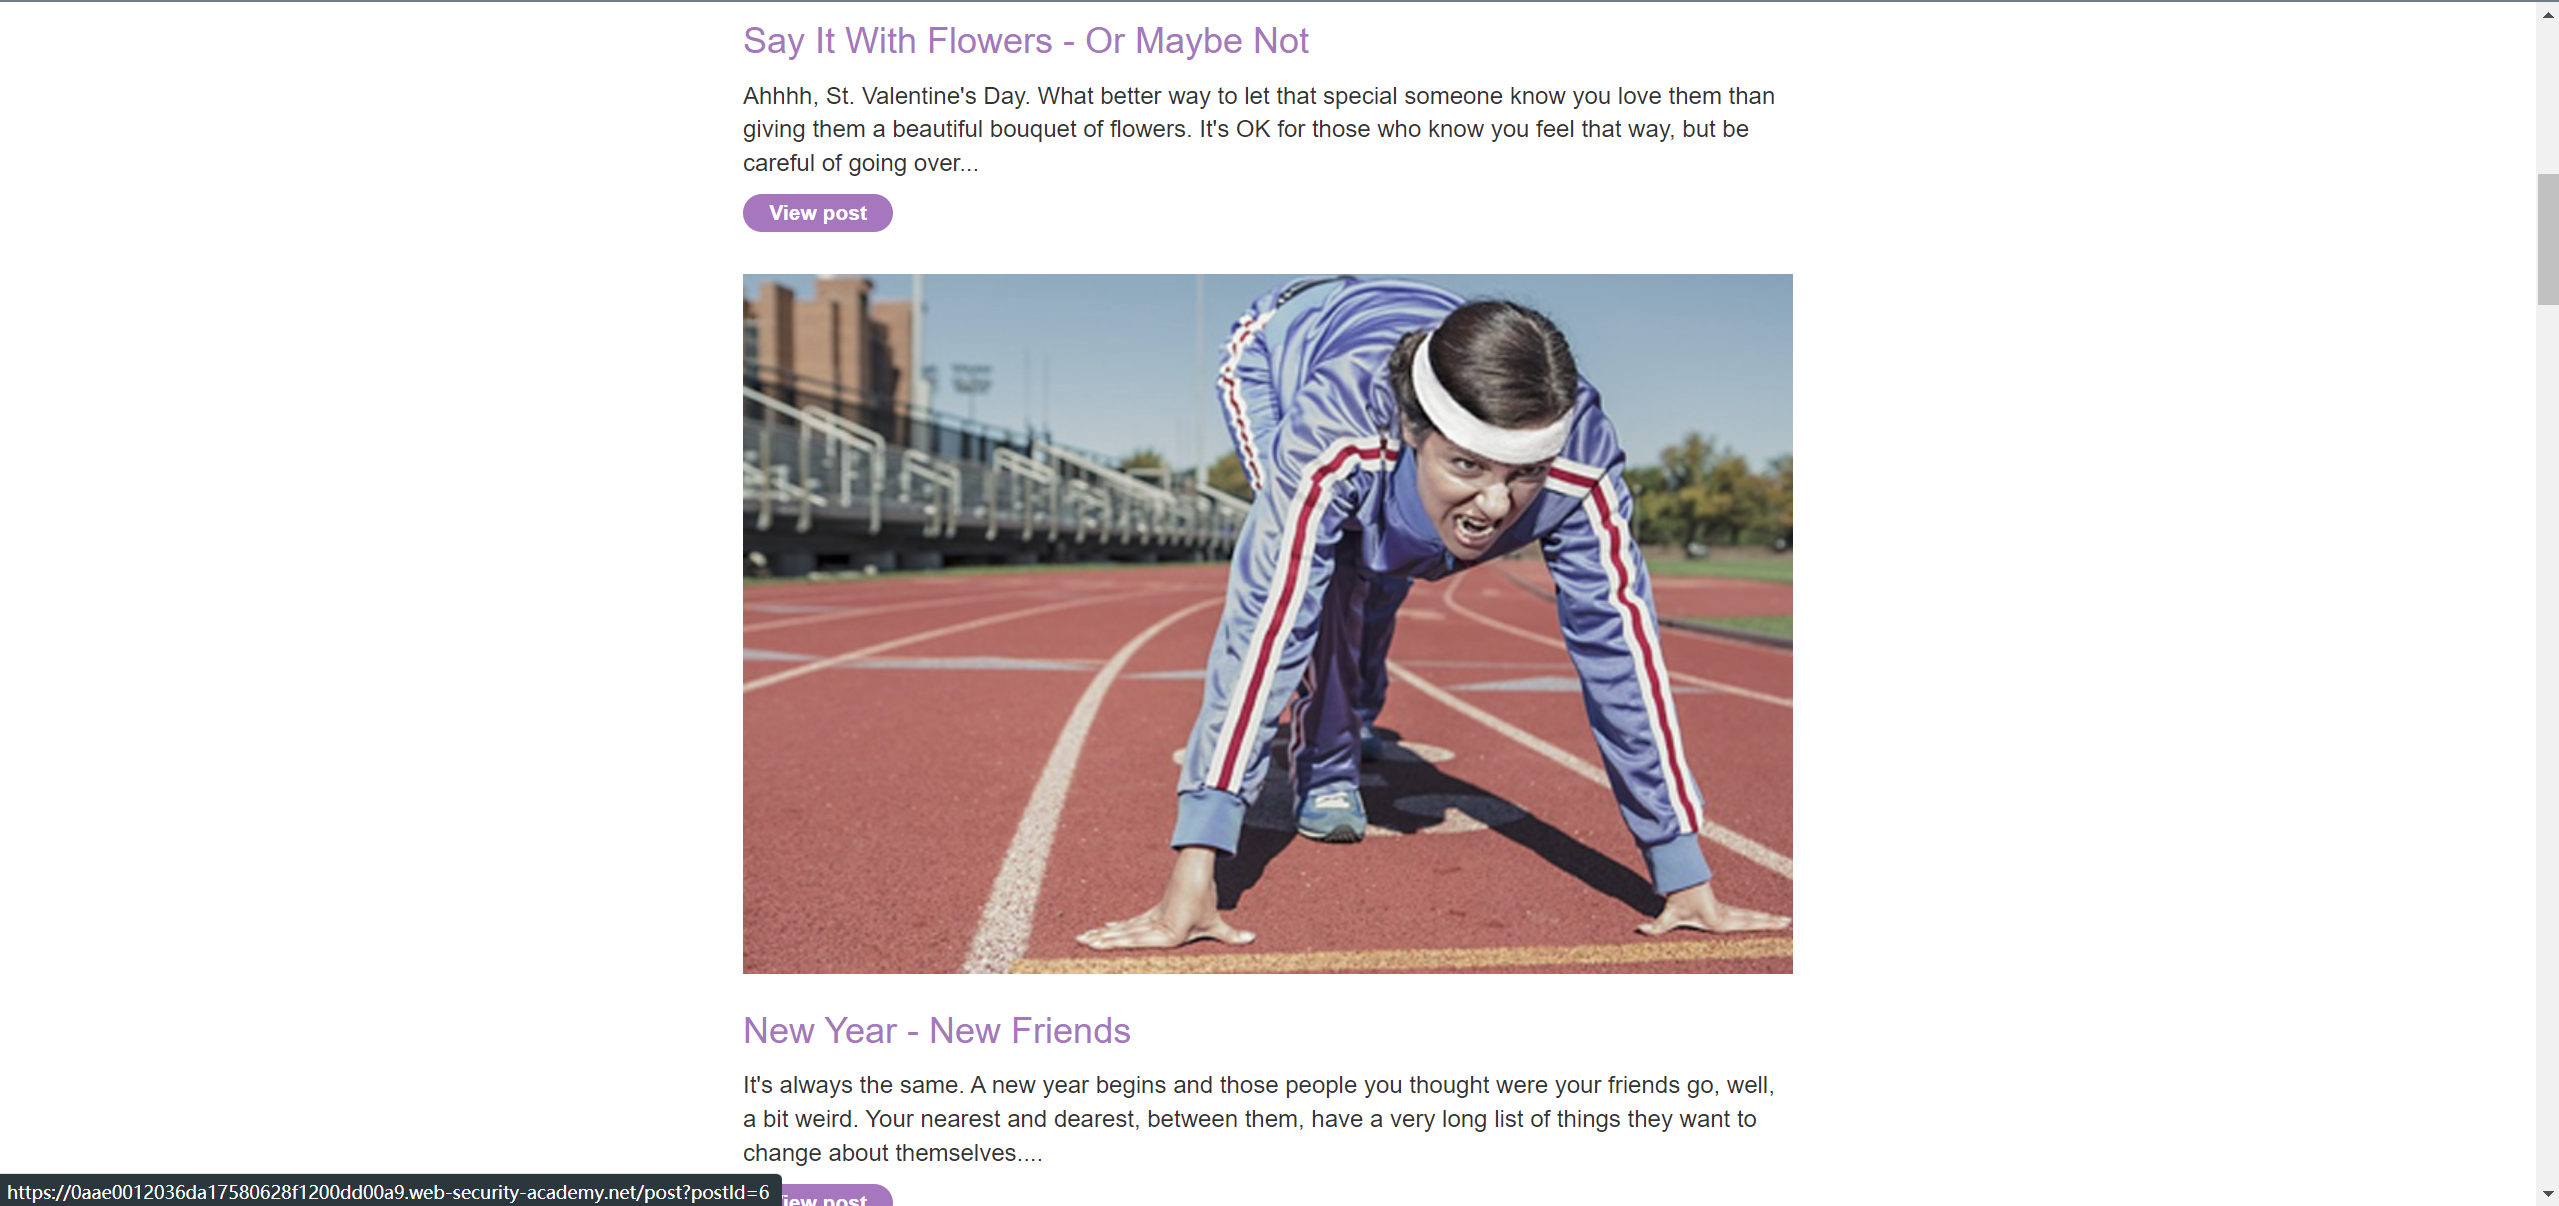 Say It With Flowers - Or Maybe Not
Ahhhh, St. Valentine's Day. What better way to let that special someone know you love them than
giving them a beautiful bouquet of flowers. It's OK for those who know you feel that way, but be
careful of going over...
View post
New Year - New Friends
It's always the same. A new year begins and those people you thought were your friends go, well,
a bit weird. Your nearest and dearest, between them, have a very long list of things they want to
change about themselves....
https://0aae0012036da17580628f1200dd00a9.web-security-academy.net/post?postId=6
iew post